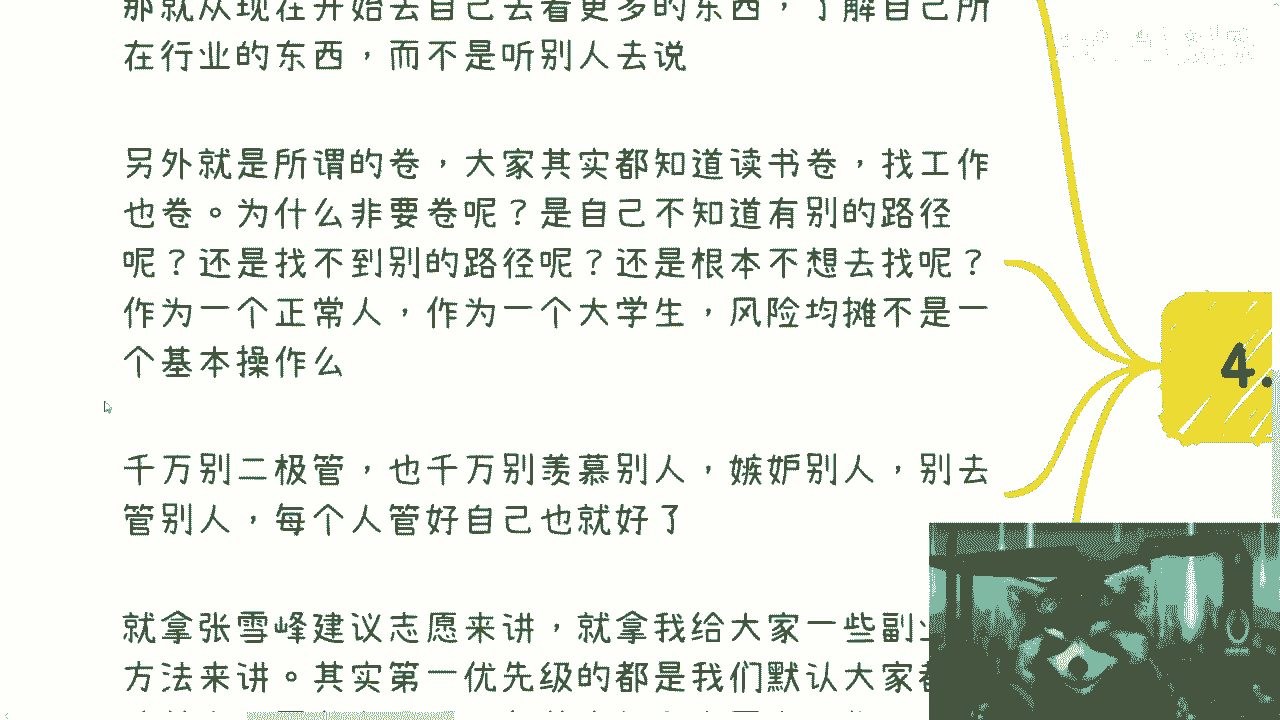 那就从现在开始去自己去看更多的东西，了解自己所
在行业的东西，而不是听别人去说
另外就是所谓的卷，大家其实都知道读书卷，找工作
也卷。为什么非要卷呢？是自己不知道有别的路径
呢？还是找不到别的路径呢？还是根本不想去找呢？
作为一个正常人，作为一个大学生，风险均摊不是一
个基本操作么
4.
千万别二极管，也千万别羡慕别人，嫉妒别人，别去
管别人，每个人管好自己也就好了
就拿张雪峰建议志愿来讲，就拿我给大家一些副
方法来讲。其实第一优先级的都是我们默认大家